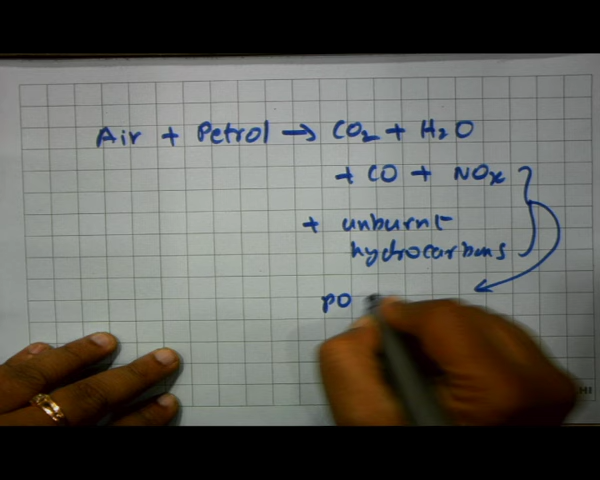 Air + Petrol → CO₂ + H₂O
+ CO + NOx
+ unburnt
hydrocarbons
po